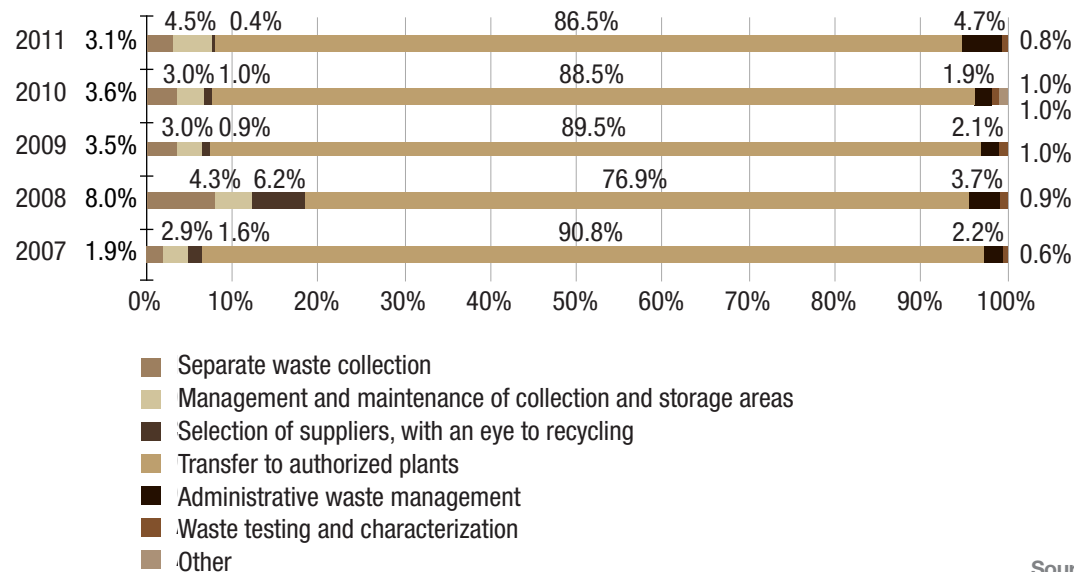 4.5% 0.4% 86.5% 4.7%
2011 3.1% 0.8%
3.0% 1.0% 88.5% 1.9% 1.0%
2010 3.6% 1.0%
3.0% 0.9% 89.5% 2.1%
2009 3.5% 1.0%
4.3% 6.2% 76.9% 3.7%
2008 8.0% 0.9%
2.9% 1.6% 90.8% 2.2%
2007 1.9% 0.6%
0% 10% 20% 30% 40% 50% 60% 70% 80% 90% 100%
Separate waste collection
Management and maintenance of collection and storage areas
Selection of suppliers, with an eye to recycling
Transfer to authorized plants
Administrative waste management
Waste testing and characterization
Other